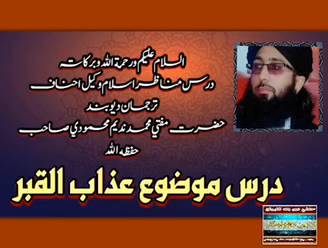 السلام علیکم ورحمۃ اللہ وبرکاتہ
درس مناظر اسلام وکیل احناف
ترجمان دیوبند
حضرت مفتی محمد ندیم محمودی صاحب
حفظہ اللہ
درس موضوع عذاب القبر